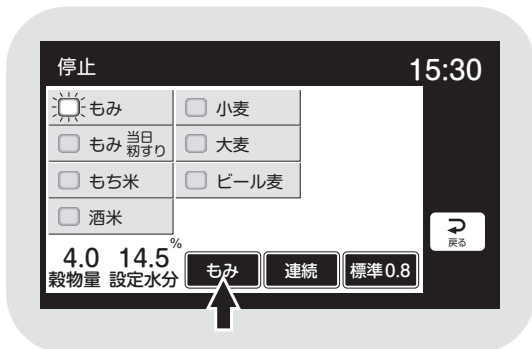 停止 15:30
もみ 小麦
もみ 当日籾すり 大麦
もち米 ビール麦
酒米
戻る
4.0 14.5%
穀物量 設定水分 もみ 連続 標準0.8